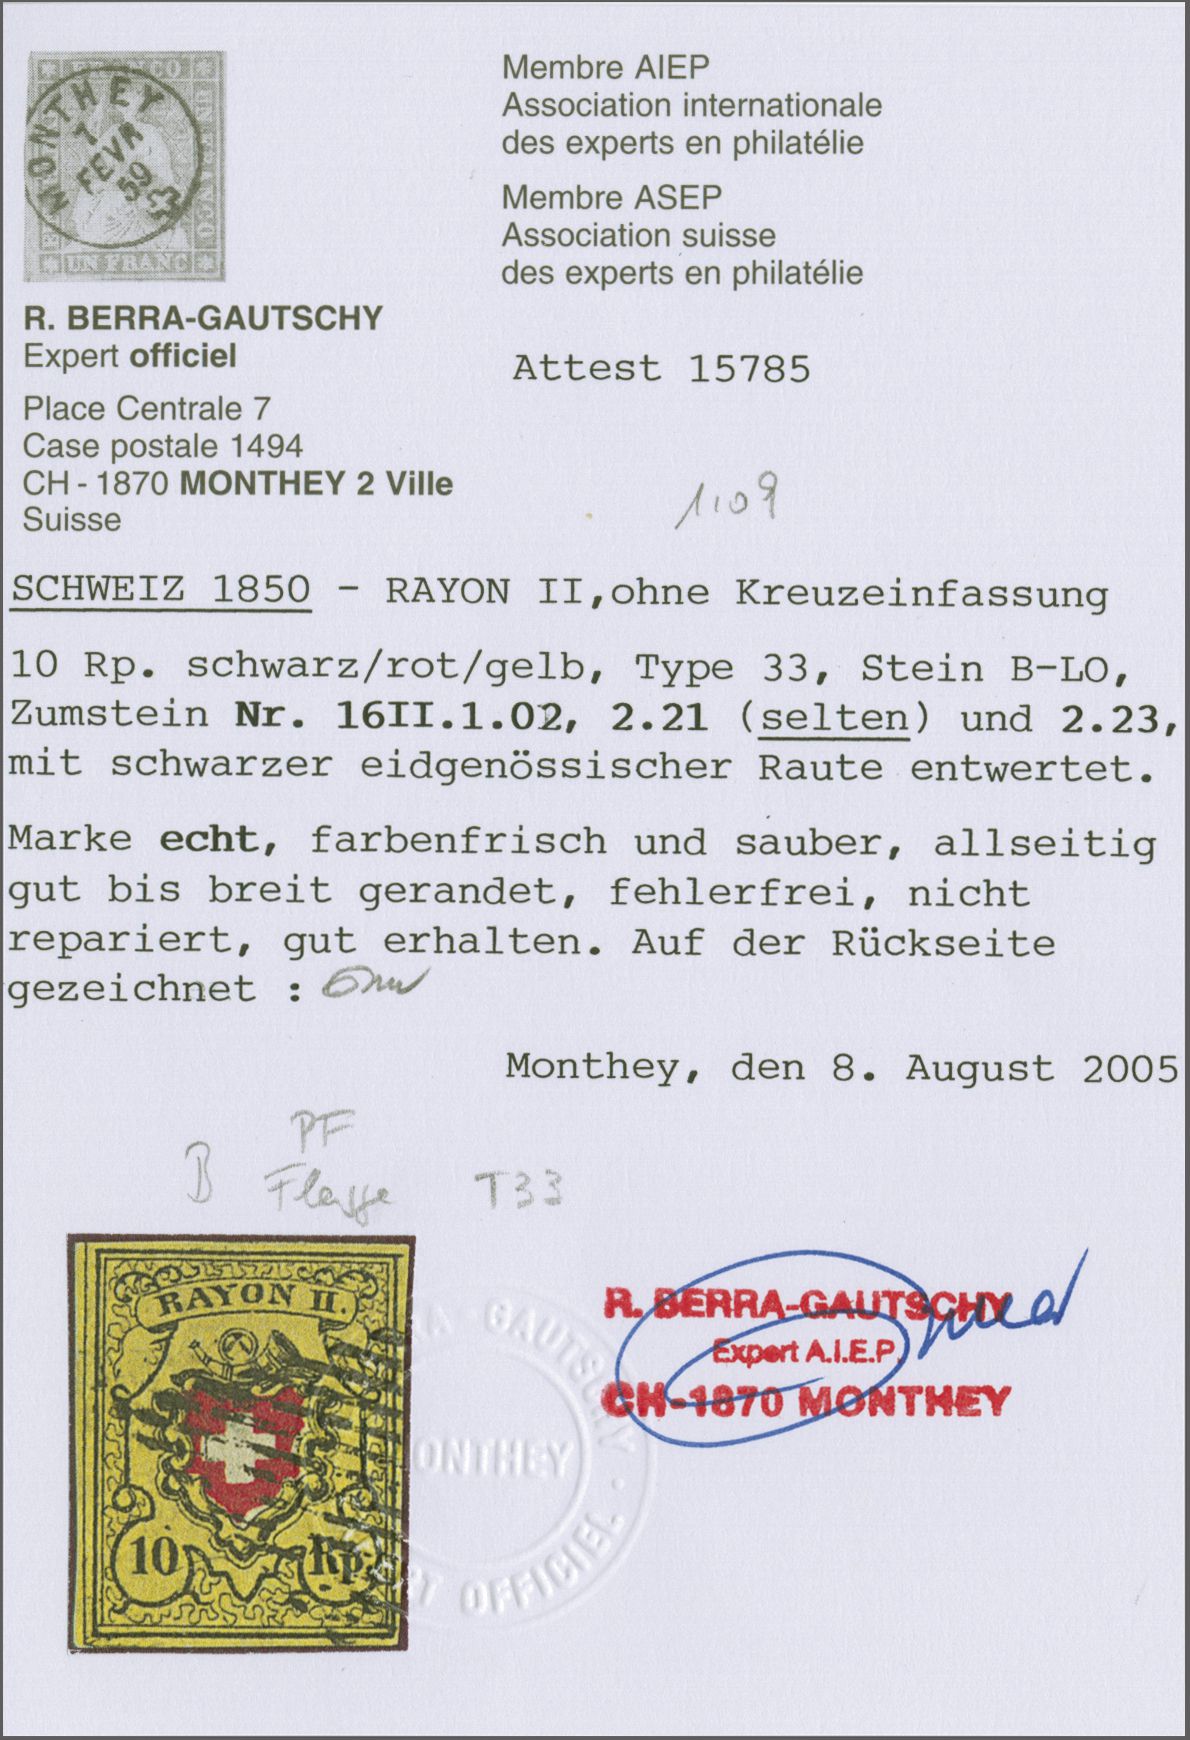 FRANCO
MONTHEY
7
FEVR
59
UN FRANC
Membre AIEP
Association internationale
des experts en philatélie
Membre ASEP
Association suisse
des experts en philatélie
R. BERRA-GAUTSCHY
Expert officiel
Place Centrale 7
Case postale 1494
CH - 1870 MONTHEY 2 Ville
Suisse
Attest 15785
1.09
SCHWEIZ 1850 - RAYON II,ohne Kreuzeinfassung
10 Rp. schwarz/rot/gelb, Type 33, Stein B-LO,
Zumstein Nr. 16II.1.02, 2.21 (selten) und 2.23,
mit schwarzer eidgenössischer Raute entwertet.
Marke echt, farbenfrisch und sauber, allseitig
gut bis breit gerandet, fehlerfrei, nicht
repariert, gut erhalten. Auf der Rückseite
gezeichnet :
Monthey, den 8. August 2005
PF
B
T33
RAYON II.
10 Rp.
GAUTSCHY
MONTHEY
OFFICIEL
R. BERRA-GAUTSCHY
Expert A.I.E.P.
CH-1870 MONTHEY